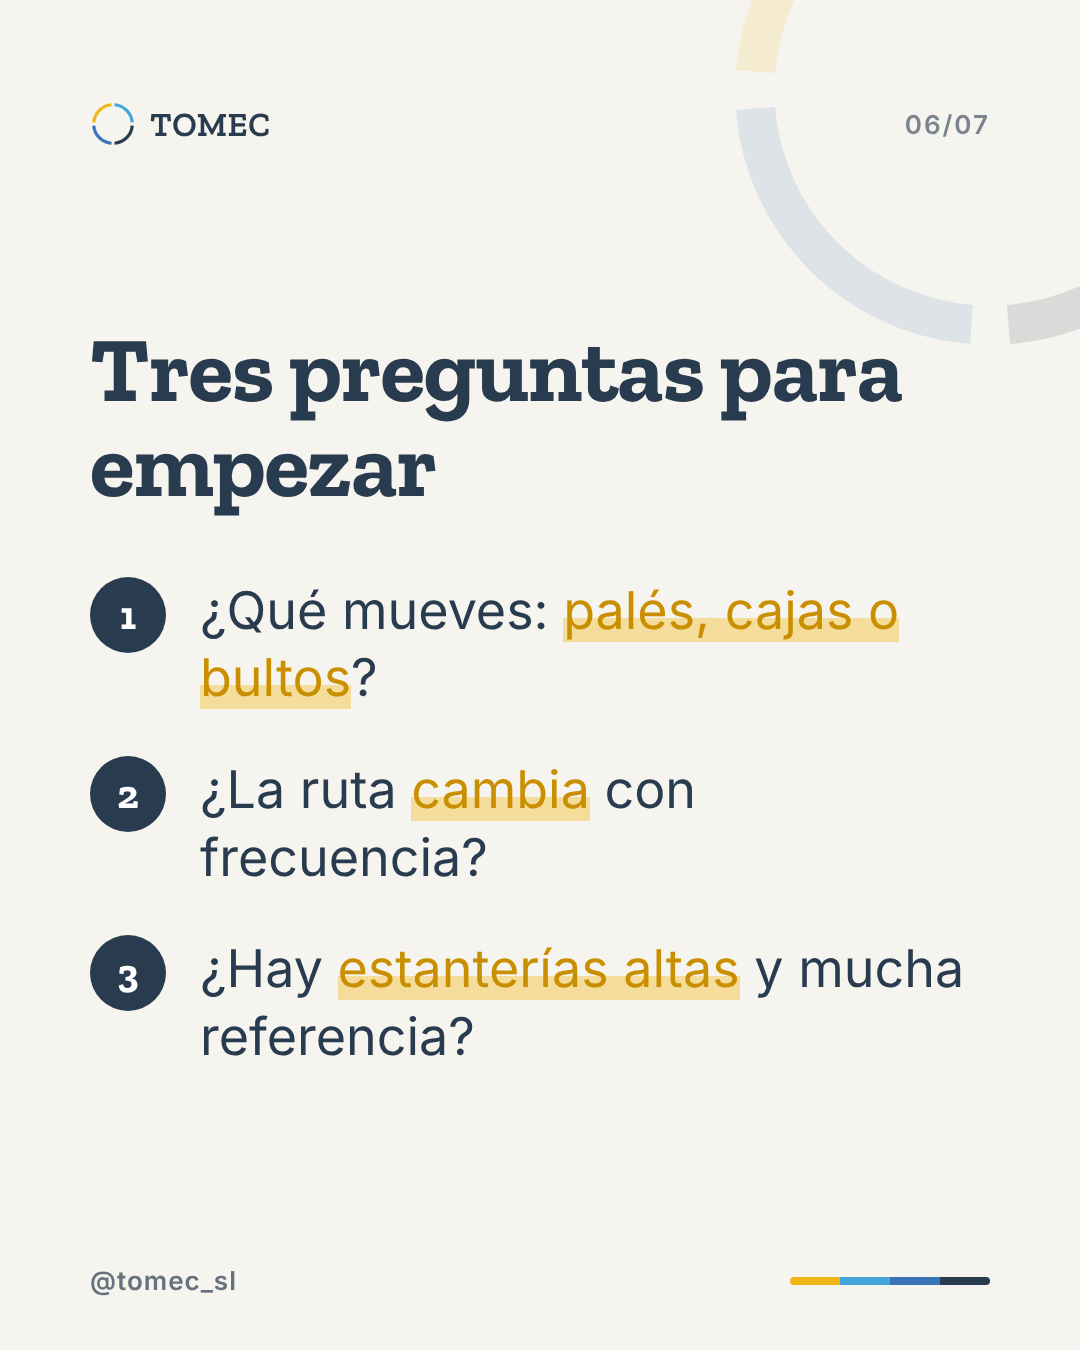 TOMEC
06/07
Tres preguntas para
empezar
1 ¿Qué mueves: palés, cajas o
bultos?
2 ¿La ruta cambia con
frecuencia?
3 ¿Hay estanterías altas y mucha
referencia?
@tomec_sl